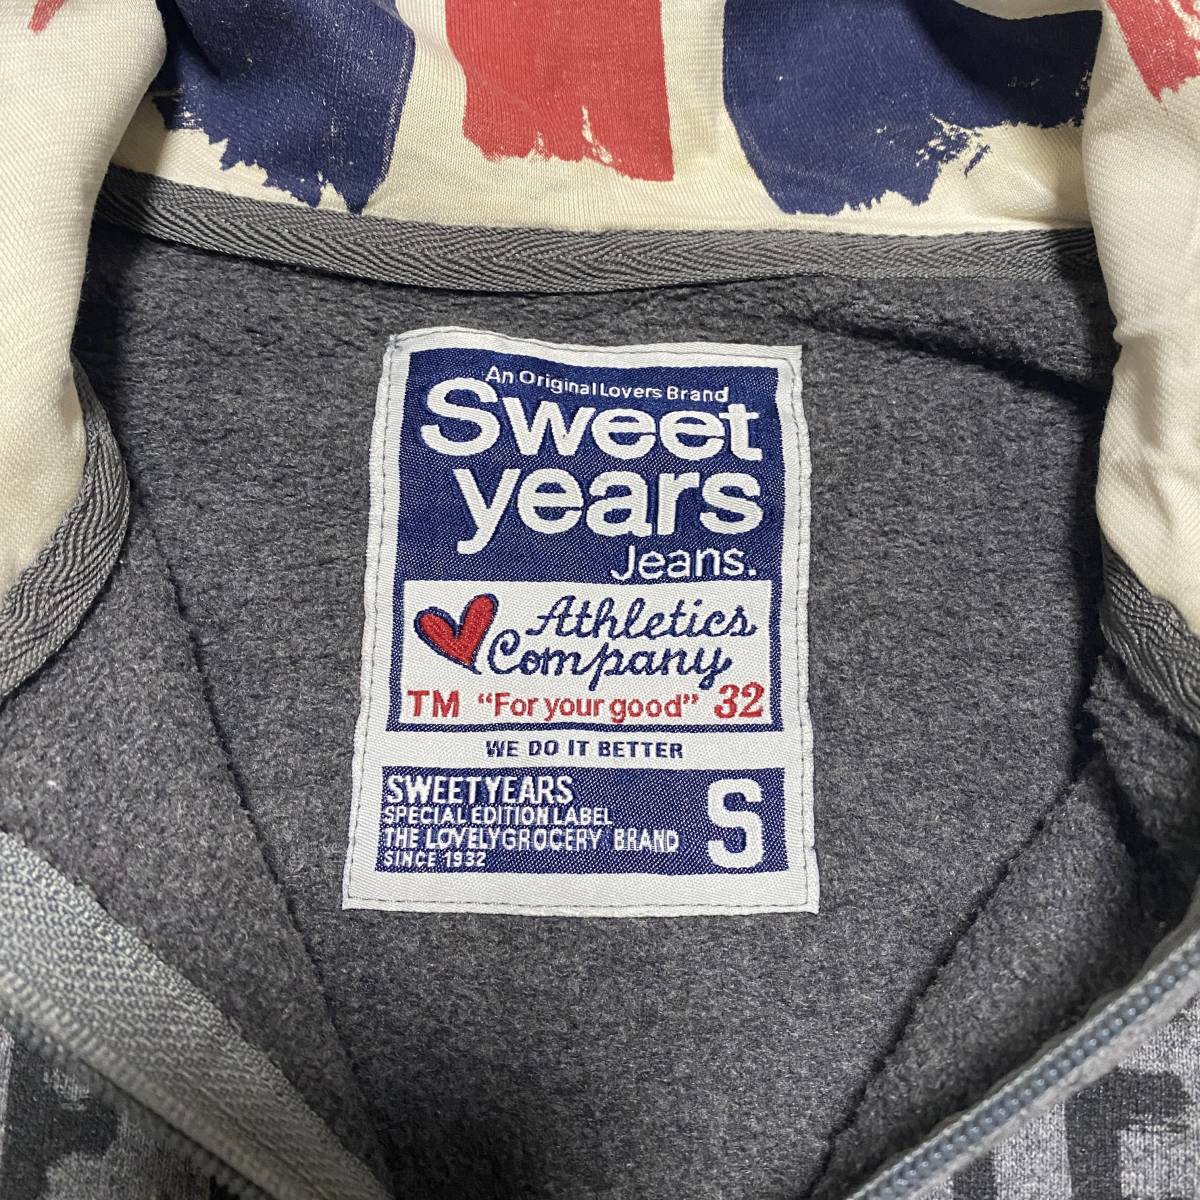 An Original Lovers Brand
Sweet
years
Jeans.
Athletics
Company
TM "For your good" 32
WE DO IT BETTER
SWEETYEARS
SPECIAL EDITION LABEL
THE LOVELYGROCERY BRAND
SINCE 1932
S